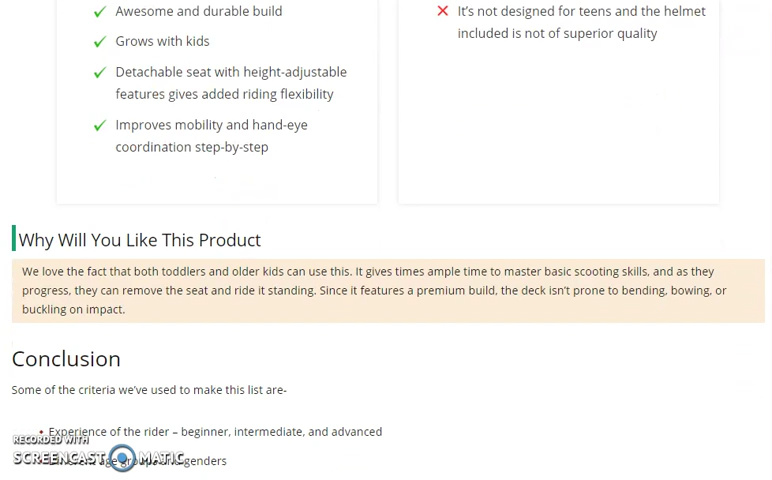 Awesome and durable build
Grows with kids
Detachable seat with height-adjustable
features gives added riding flexibility
Improves mobility and hand-eye
coordination step-by-step
It's not designed for teens and the helmet
included is not of superior quality
Why Will You Like This Product
We love the fact that both toddlers and older kids can use this. It gives times ample time to master basic scooting skills, and as they
progress, they can remove the seat and ride it standing. Since it features a premium build, the deck isn't prone to bending, bowing, or
buckling on impact.
Conclusion
Some of the criteria we've used to make this list are-
• Experience of the rider – beginner, intermediate, and advanced
• Different age groups and genders
RECORDED WITH
SCREENCAST MATIC